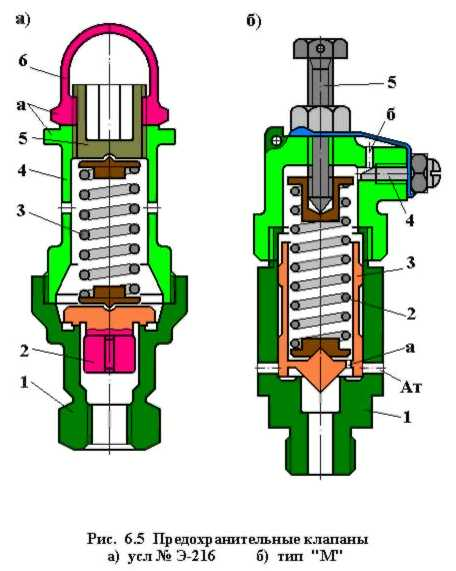 а)
6
а
5
4
3
2
1
б)
5
б
4
3
2
а
Ат
1
Рис. 6.5 Предохранительные клапаны
а) усл № Э-216 б) тип "М"